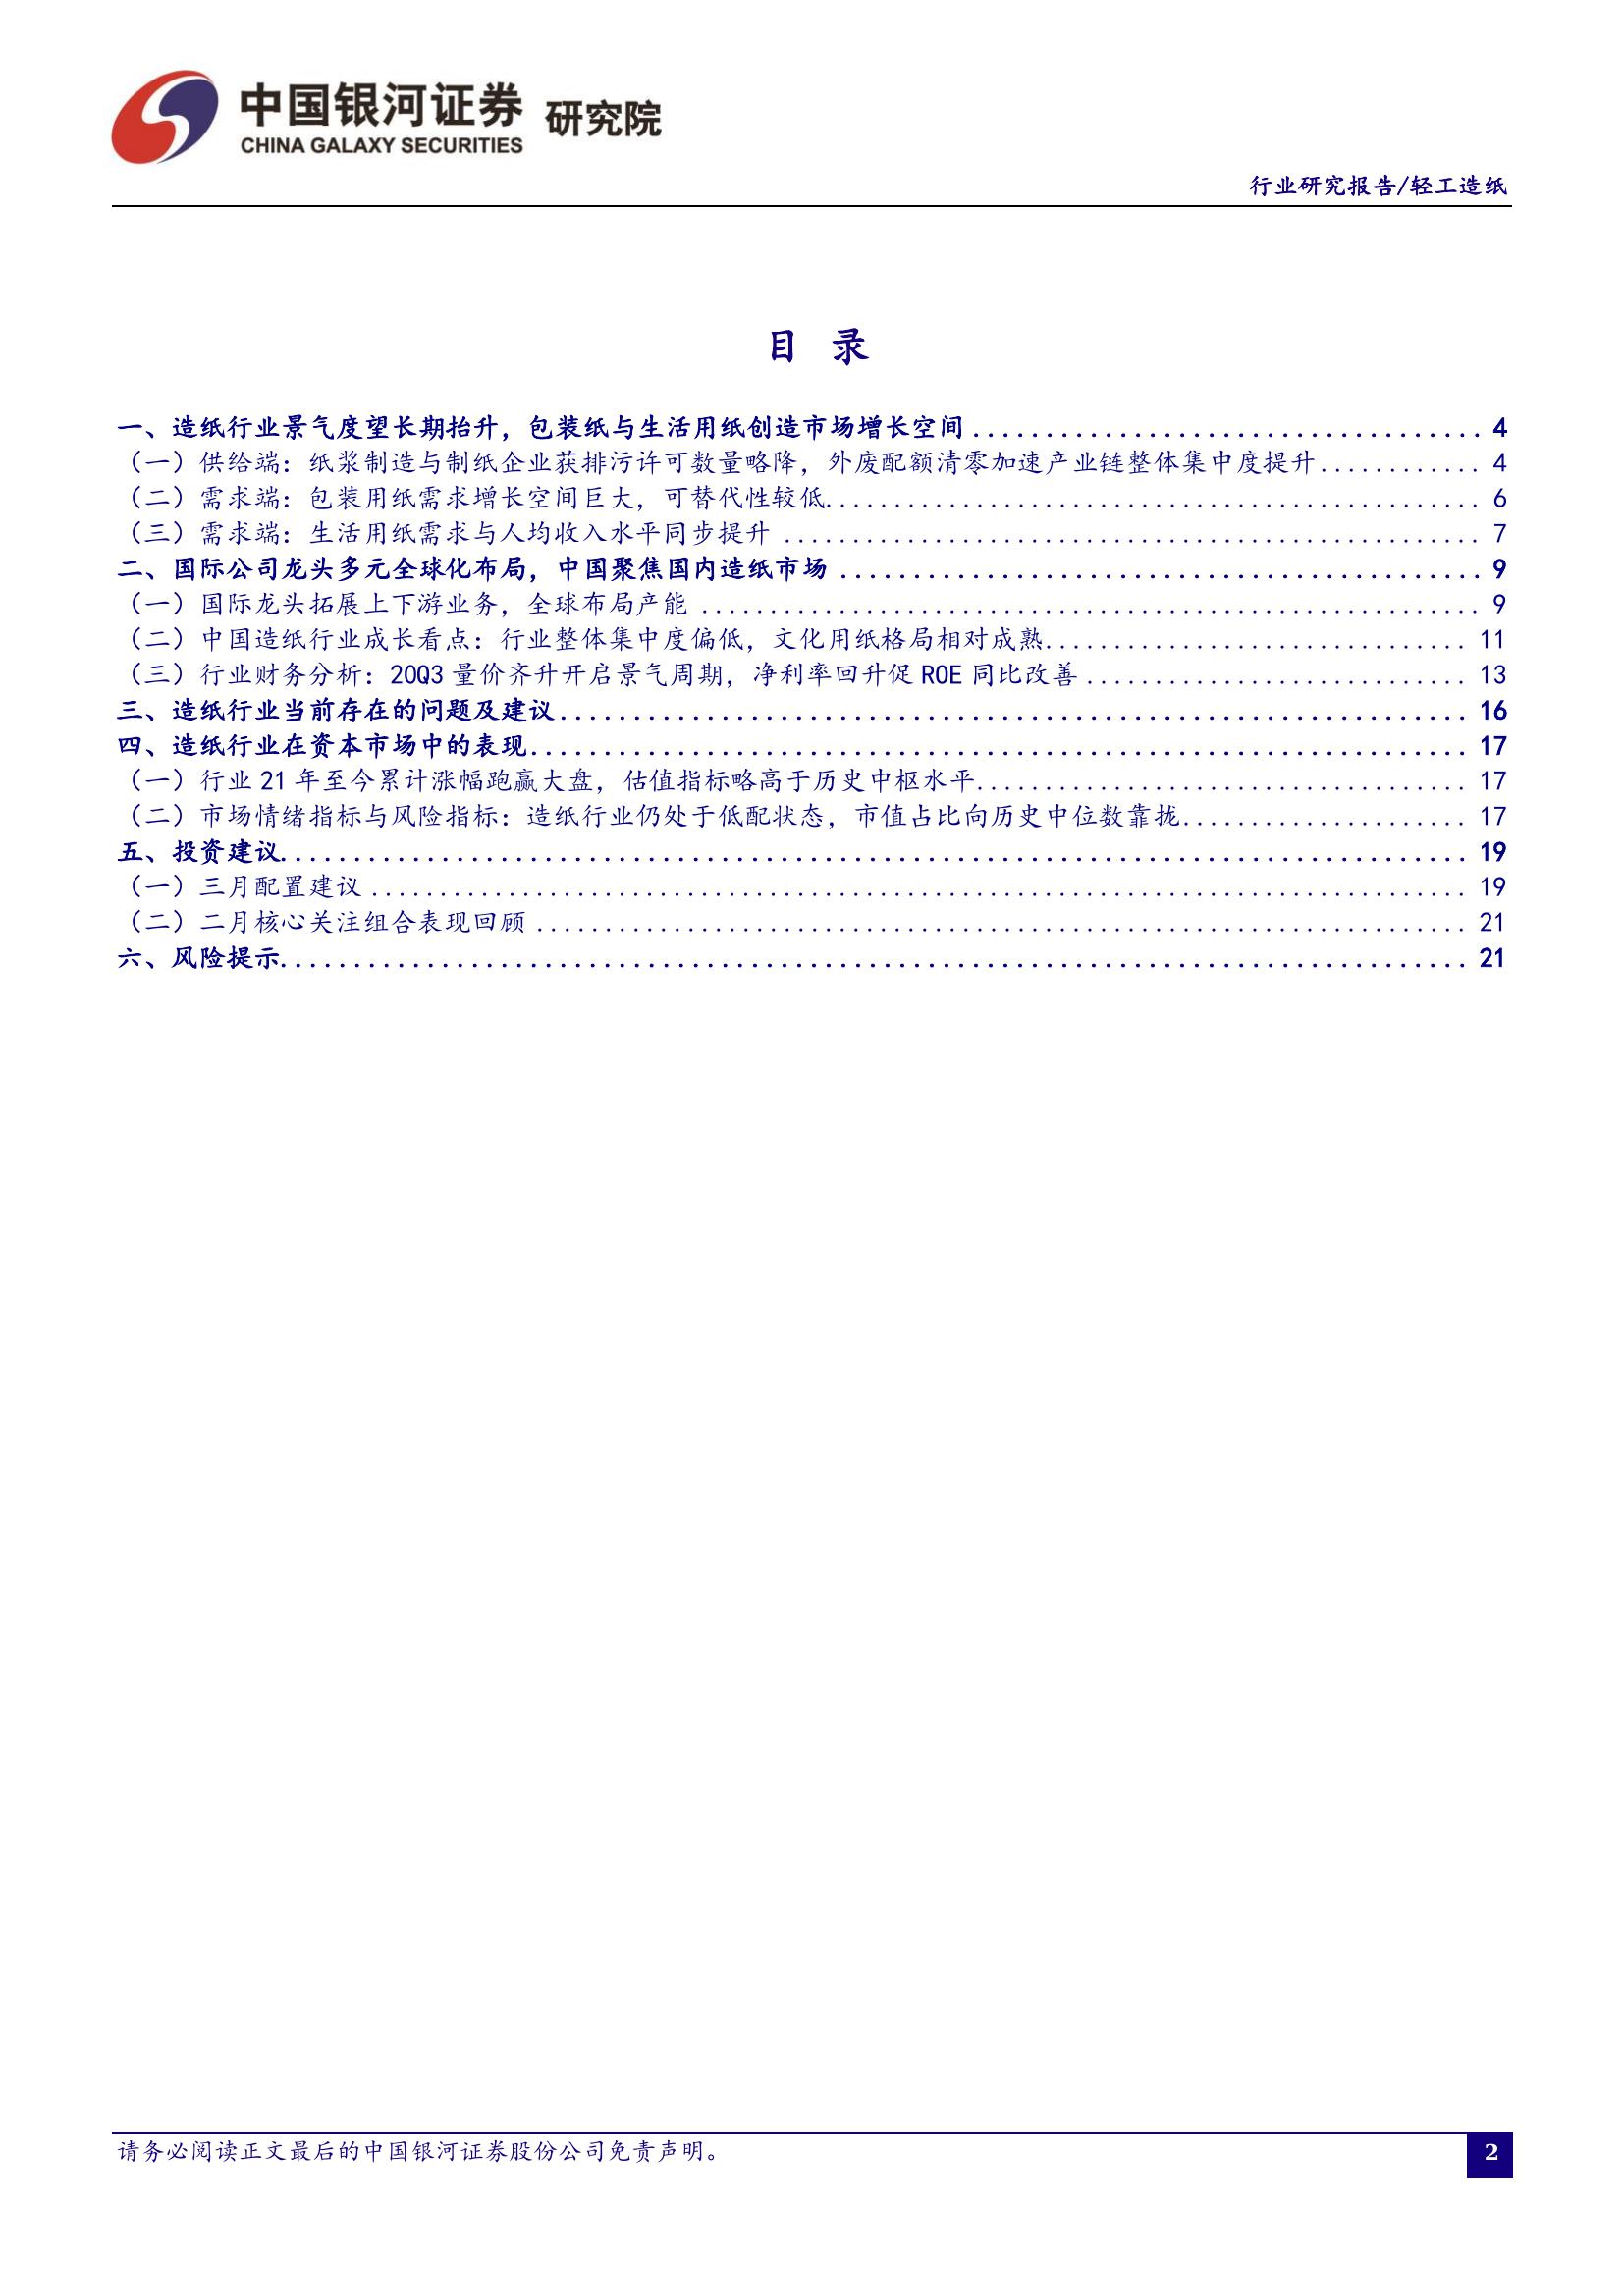 中国银河证券 研究院
CHINA GALAXY SECURITIES
行业研究报告/轻工造纸
目 录
一、造纸行业景气度望长期抬升，包装纸与生活用纸创造市场增长空间 ................................... 4
（一）供给端：纸浆制造与制纸企业获排污许可数量略降，外废配额清零加速产业链整体集中度提升............ 4
（二）需求端：包装用纸需求增长空间巨大，可替代性较低................................................ 6
（三）需求端：生活用纸需求与人均收入水平同步提升 ................................................... 7
二、国际公司龙头多元全球化布局，中国聚焦国内造纸市场 ............................................ 9
（一）国际龙头拓展上下游业务，全球布局产能 ......................................................... 9
（二）中国造纸行业成长看点：行业整体集中度偏低，文化用纸格局相对成熟............................... 11
（三）行业财务分析：20Q3 量价齐升开启景气周期，净利率回升促 ROE 同比改善 ............................ 13
三、造纸行业当前存在的问题及建议............................................................... 16
四、造纸行业在资本市场中的表现................................................................. 17
（一）行业 21 年至今累计涨幅跑赢大盘，估值指标略高于历史中枢水平.................................... 17
（二）市场情绪指标与风险指标：造纸行业仍处于低配状态，市值占比向历史中位数靠拢..................... 17
五、投资建议.................................................................................. 19
（一）三月配置建议 ................................................................................ 19
（二）二月核心关注组合表现回顾 .................................................................... 21
六、风险提示.................................................................................. 21
请务必阅读正文最后的中国银河证券股份公司免责声明。
2